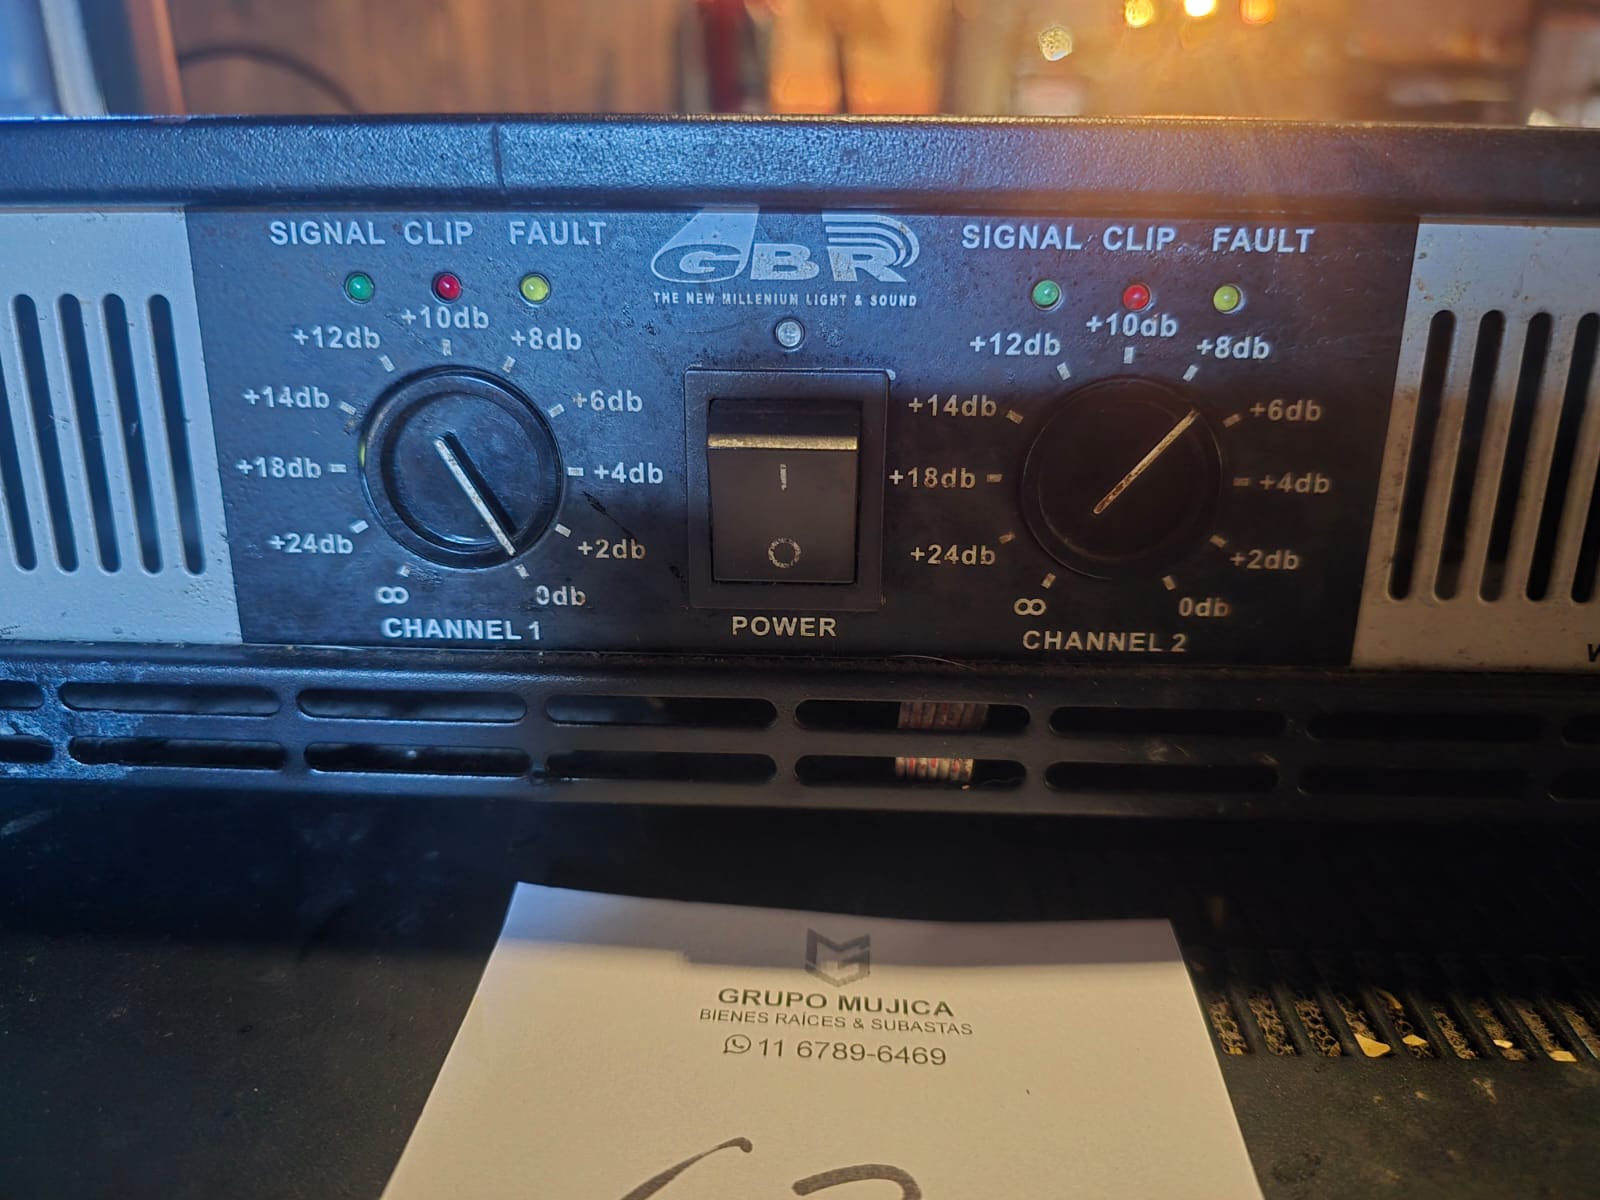 SIGNAL CLIP FAULT
GBR
THE NEW MILLENIUM LIGHT & SOUND
SIGNAL CLIP FAULT
+12db +10db +8db
+14db +6db
+18db +4db
+24db +2db
∞ 0db
CHANNEL 1
I
O
POWER
+12db +10db +8db
+14db +6db
+18db +4db
+24db +2db
∞ 0db
CHANNEL 2
MG
GRUPO MUJICA
BIENES RAÍCES & SUBASTAS
11 6789-6469